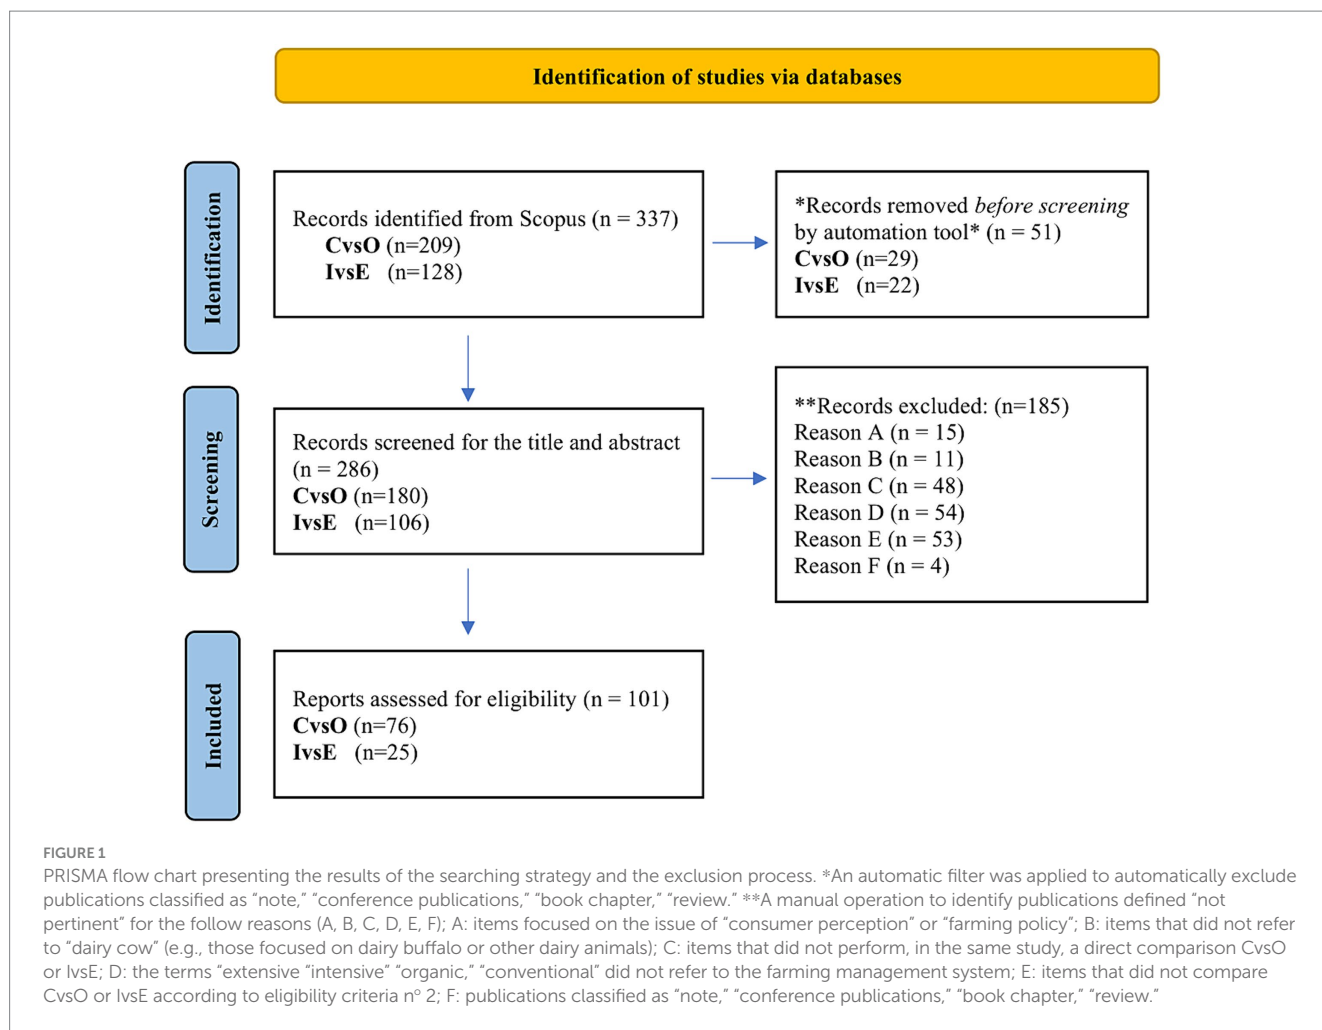 Identification of studies via databases
Identification
Records identified from Scopus (n = 337)
CvsO (n=209)
IvsE (n=128)
*Records removed before screening
by automation tool* (n = 51)
CvsO (n=29)
IvsE (n=22)
Screening
Records screened for the title and abstract
(n = 286)
CvsO (n=180)
IvsE (n=106)
**Records excluded: (n=185)
Reason A (n = 15)
Reason B (n = 11)
Reason C (n = 48)
Reason D (n = 54)
Reason E (n = 53)
Reason F (n = 4)
Included
Reports assessed for eligibility (n = 101)
CvsO (n=76)
IvsE (n=25)
FIGURE 1
PRISMA flow chart presenting the results of the searching strategy and the exclusion process. *An automatic filter was applied to automatically exclude
publications classified as “note,” “conference publications,” “book chapter,” “review.” **A manual operation to identify publications defined “not
pertinent” for the follow reasons (A, B, C, D, E, F); A: items focused on the issue of “consumer perception” or “farming policy”; B: items that did not refer
to “dairy cow” (e.g., those focused on dairy buffalo or other dairy animals); C: items that did not perform, in the same study, a direct comparison CvsO
or IvsE; D: the terms “extensive “intensive” “organic,” “conventional” did not refer to the farming management system; E: items that did not compare
CvsO or IvsE according to eligibility criteria nº 2; F: publications classified as “note,” “conference publications,” “book chapter,” “review.”